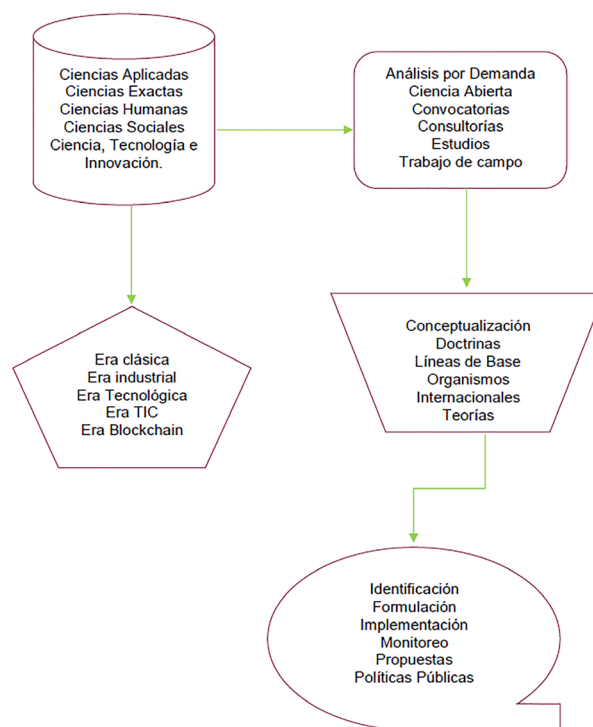 Ciencias Aplicadas
Ciencias Exactas
Ciencias Humanas
Ciencias Sociales
Ciencia, Tecnología e
Innovación.
Análisis por Demanda
Ciencia Abierta
Convocatorias
Consultorías
Estudios
Trabajo de campo
Era clásica
Era industrial
Era Tecnológica
Era TIC
Era Blockchain
Conceptualización
Doctrinas
Líneas de Base
Organismos
Internacionales
Teorías
Identificación
Formulación
Implementación
Monitoreo
Propuestas
Políticas Públicas